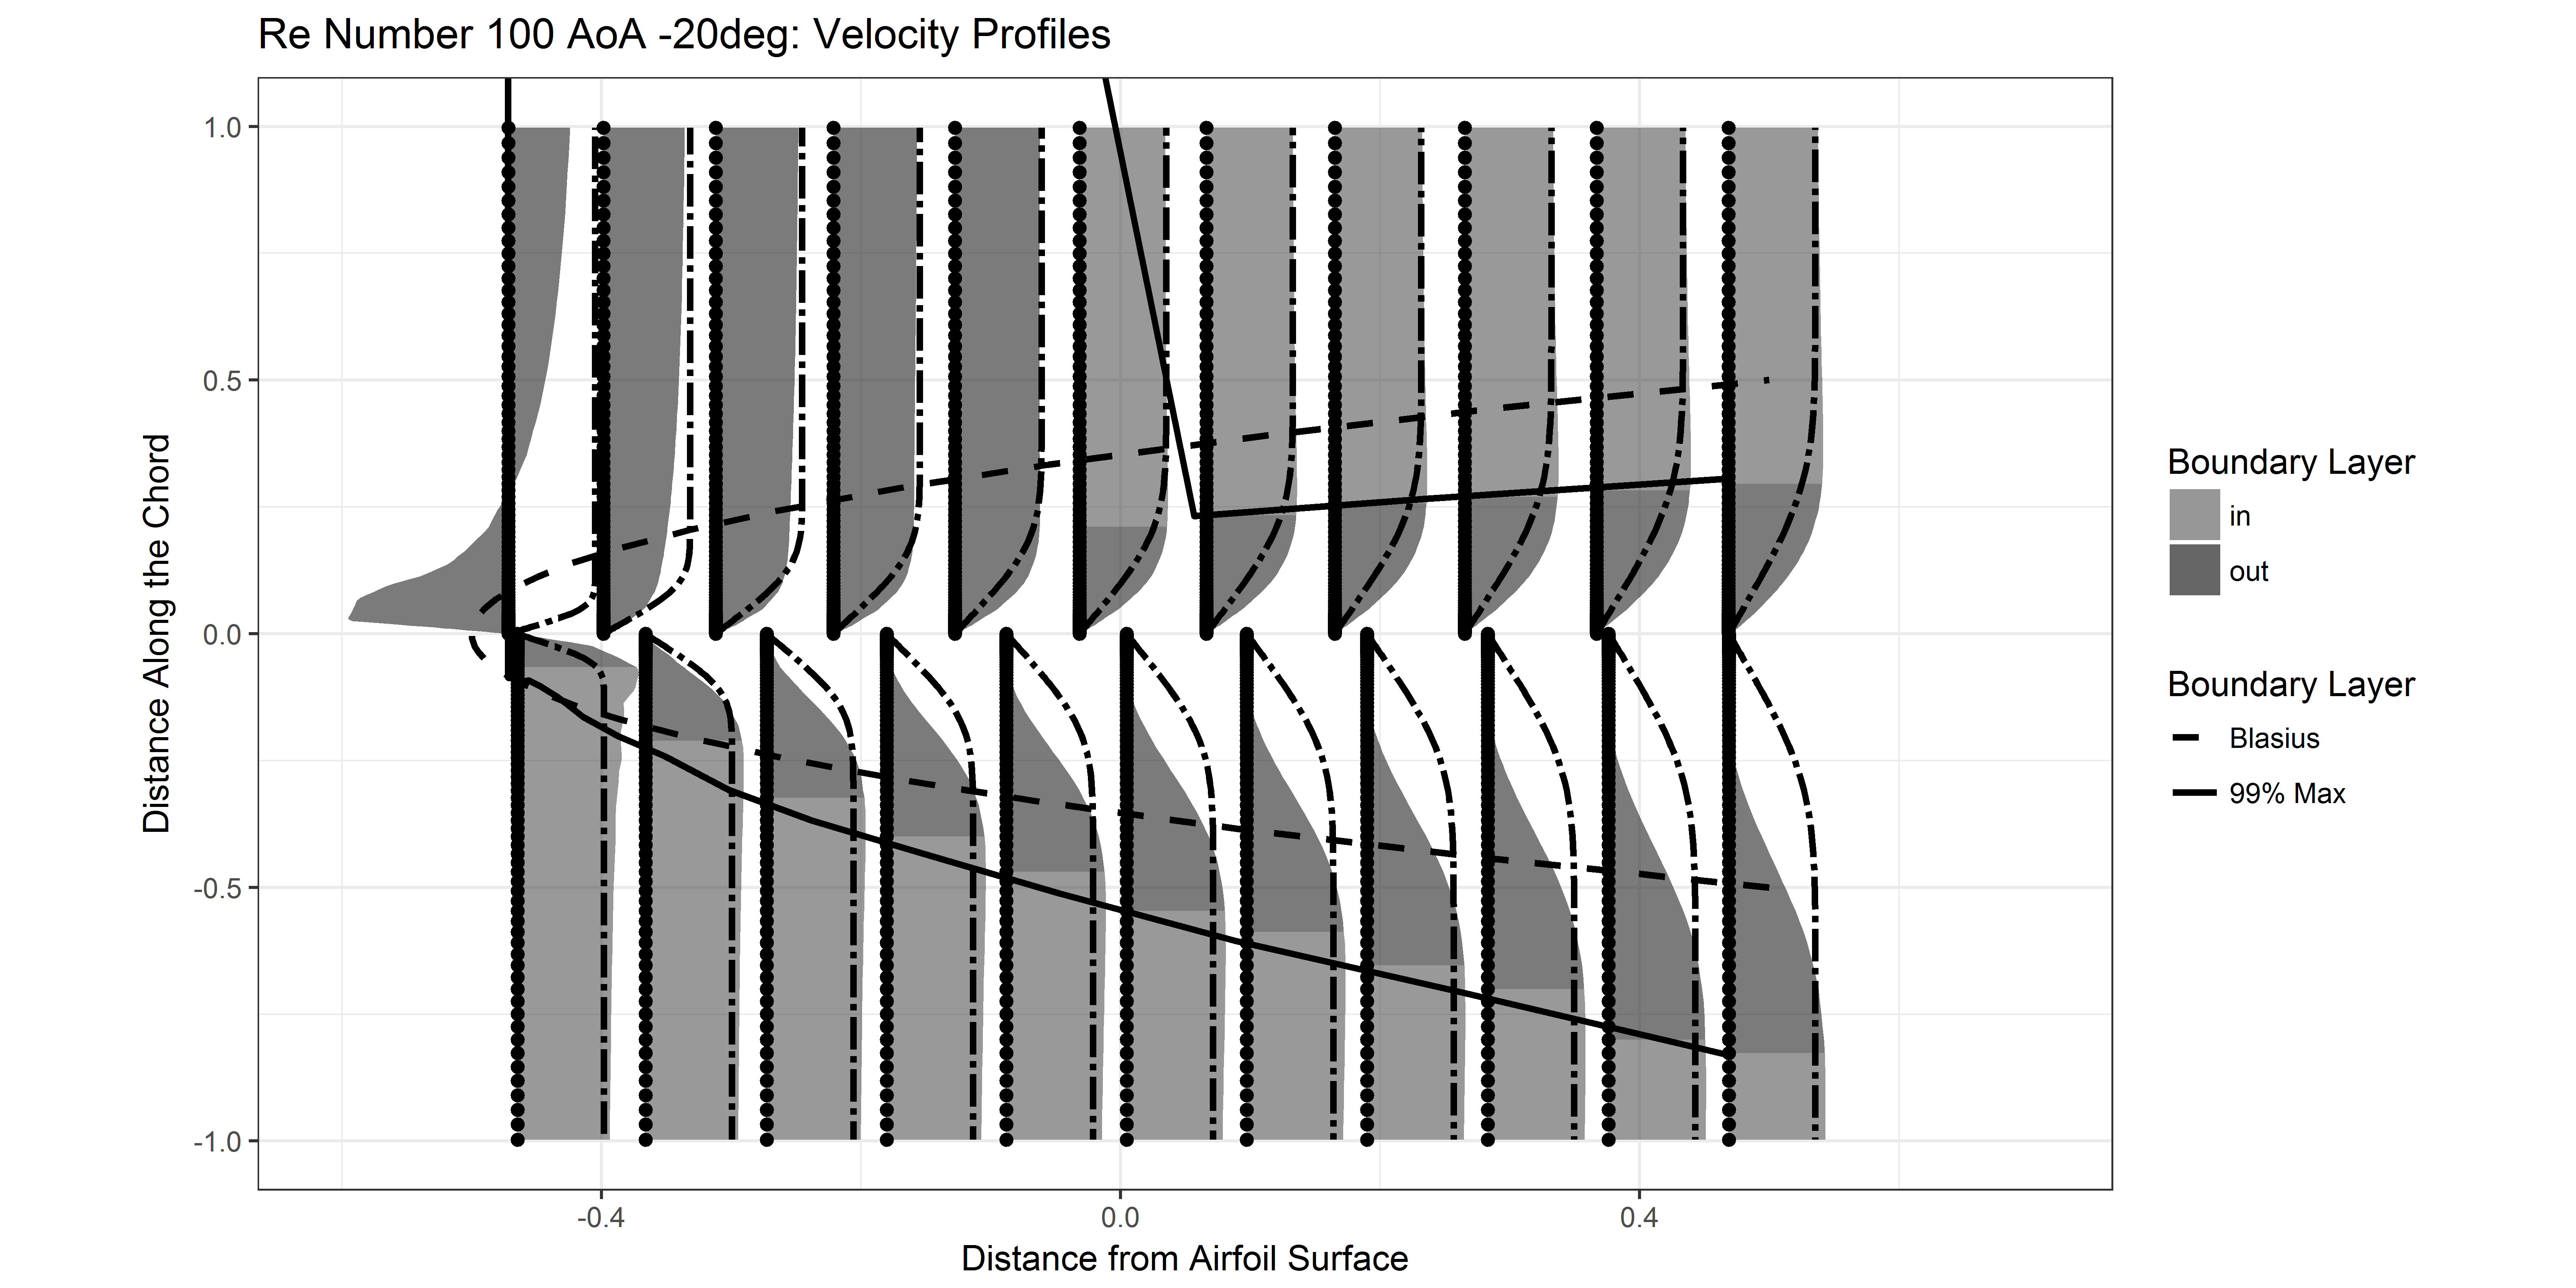 Re Number 100 AoA -20deg: Velocity Profiles
1.0
0.5
0.0
-0.5
-1.0
Distance Along the Chord
-0.4
0.0
0.4
Distance from Airfoil Surface
Boundary Layer
in
out
Boundary Layer
Blasius
99% Max